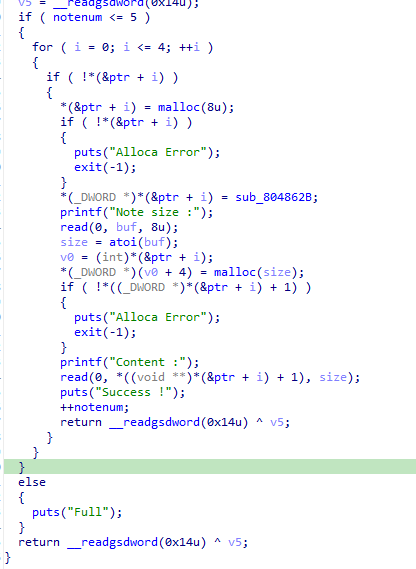 v5 = __readgsdword(0x14u);
if ( notenum <= 5 )
{
for ( i = 0; i <= 4; ++i )
{
if ( !*(&ptr + i) )
{
*(&ptr + i) = malloc(8u);
if ( !*(&ptr + i) )
{
puts("Alloca Error");
exit(-1);
}
*(_DWORD *)*(&ptr + i) = sub_804862B;
printf("Note size :");
read(0, buf, 8u);
size = atoi(buf);
v0 = (int)*(&ptr + i);
*(_DWORD *)(v0 + 4) = malloc(size);
if ( !*((_DWORD *)*(&ptr + i) + 1) )
{
puts("Alloca Error");
exit(-1);
}
printf("Content :");
read(0, *((void **)*(&ptr + i) + 1), size);
puts("Success !");
++notenum;
return __readgsdword(0x14u) ^ v5;
}
}
}
else
{
puts("Full");
}
return __readgsdword(0x14u) ^ v5;
}